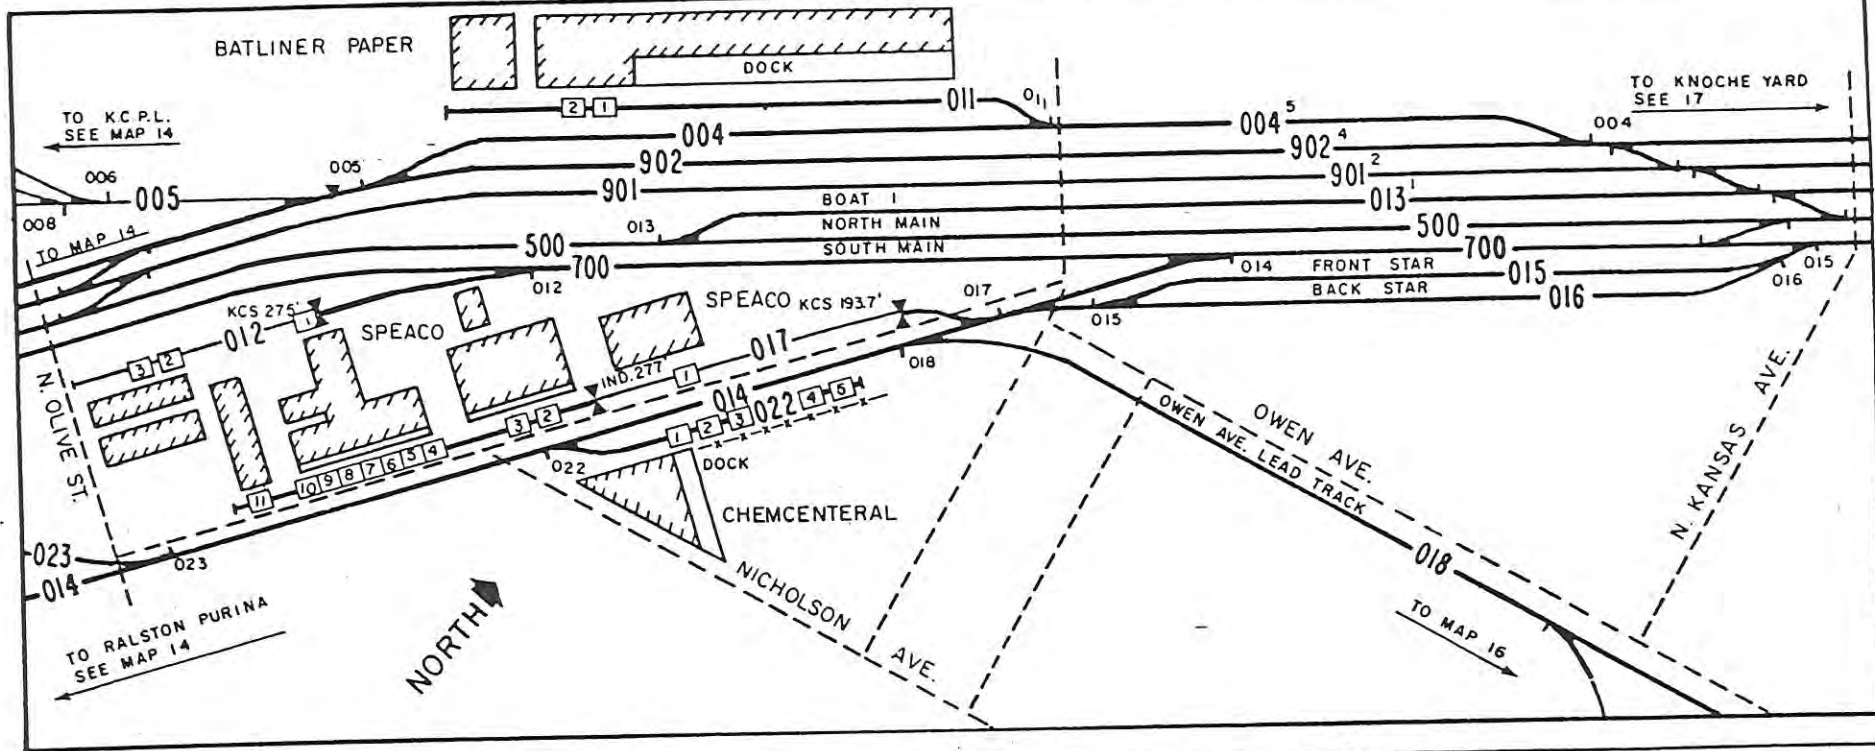 BATLINER PAPER
DOCK
TO K.C.P.L.
SEE MAP 14
2 1
011
011
TO KNOCHE YARD
SEE 17
004
004 5
004
902
902 4
006
005
005
901
901 2
008
BOAT 1
013 1
TO MAP 14
013
NORTH MAIN
500
500
SOUTH MAIN
700
700
012
014
FRONT STAR
015
015
BACK STAR
016
016
015
KCS 275'
1
012
SPEACO
SPEACO
KCS 193.7'
017
3 2
017
018
IND. 277
1
014
N. OLIVE ST.
3 2
022
1 2 3 4 5
11 10 9 8 7 6 5 4
022
DOCK
CHEMCENTERAL
OWEN AVE.
OWEN AVE. LEAD TRACK
N. KANSAS AVE.
023
014
023
018
NICHOLSON AVE.
NORTH
TO RALSTON PURINA
SEE MAP 14
TO MAP 16